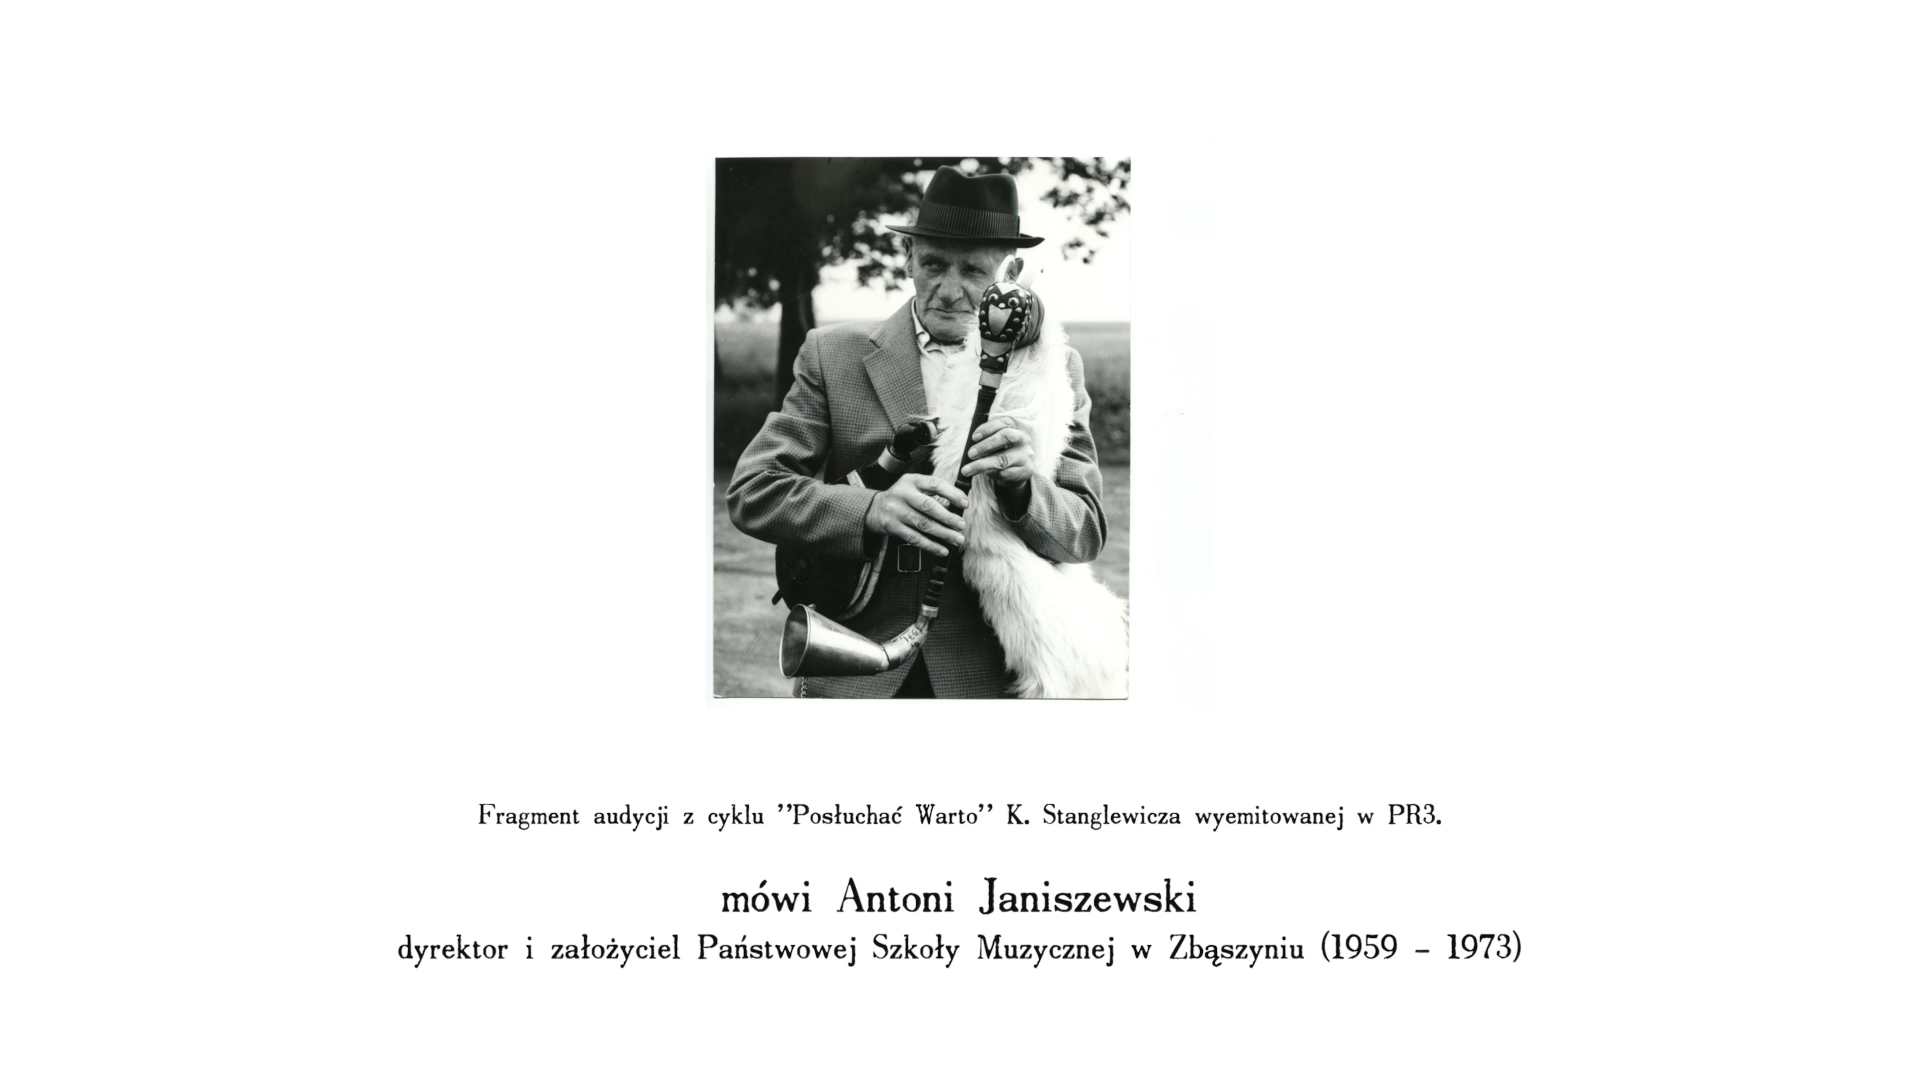 Fragment audycji z cyklu ''Posłuchać Warto'' K. Stanglewicza wyemitowanej w PR3.
mówi Antoni Janiszewski
dyrektor i założyciel Państwowej Szkoły Muzycznej w Zbąszyniu (1959 – 1973)